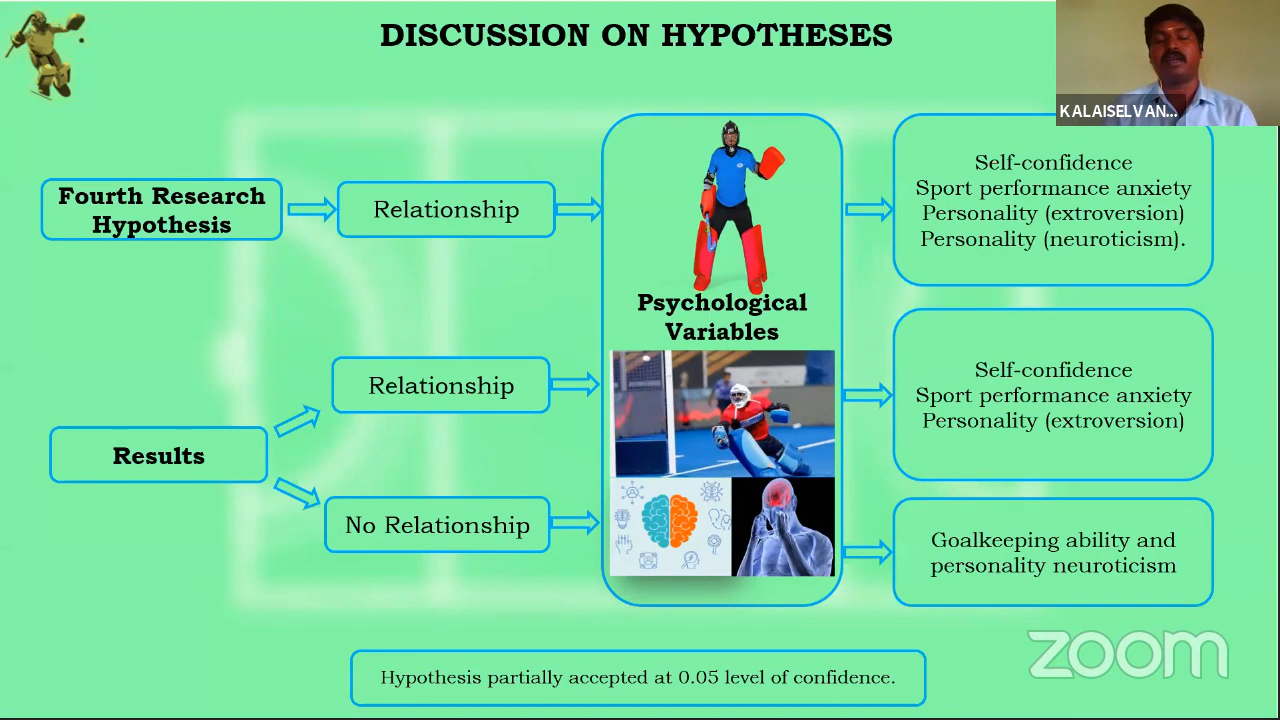 DISCUSSION ON HYPOTHESES
KALAISELVAN...
Fourth Research
Hypothesis
Relationship
Psychological
Variables
Self-confidence
Sport performance anxiety
Personality (extroversion)
Personality (neuroticism).
Results
Relationship
Self-confidence
Sport performance anxiety
Personality (extroversion)
No Relationship
Goalkeeping ability and
personality neuroticism
Hypothesis partially accepted at 0.05 level of confidence.
zoom